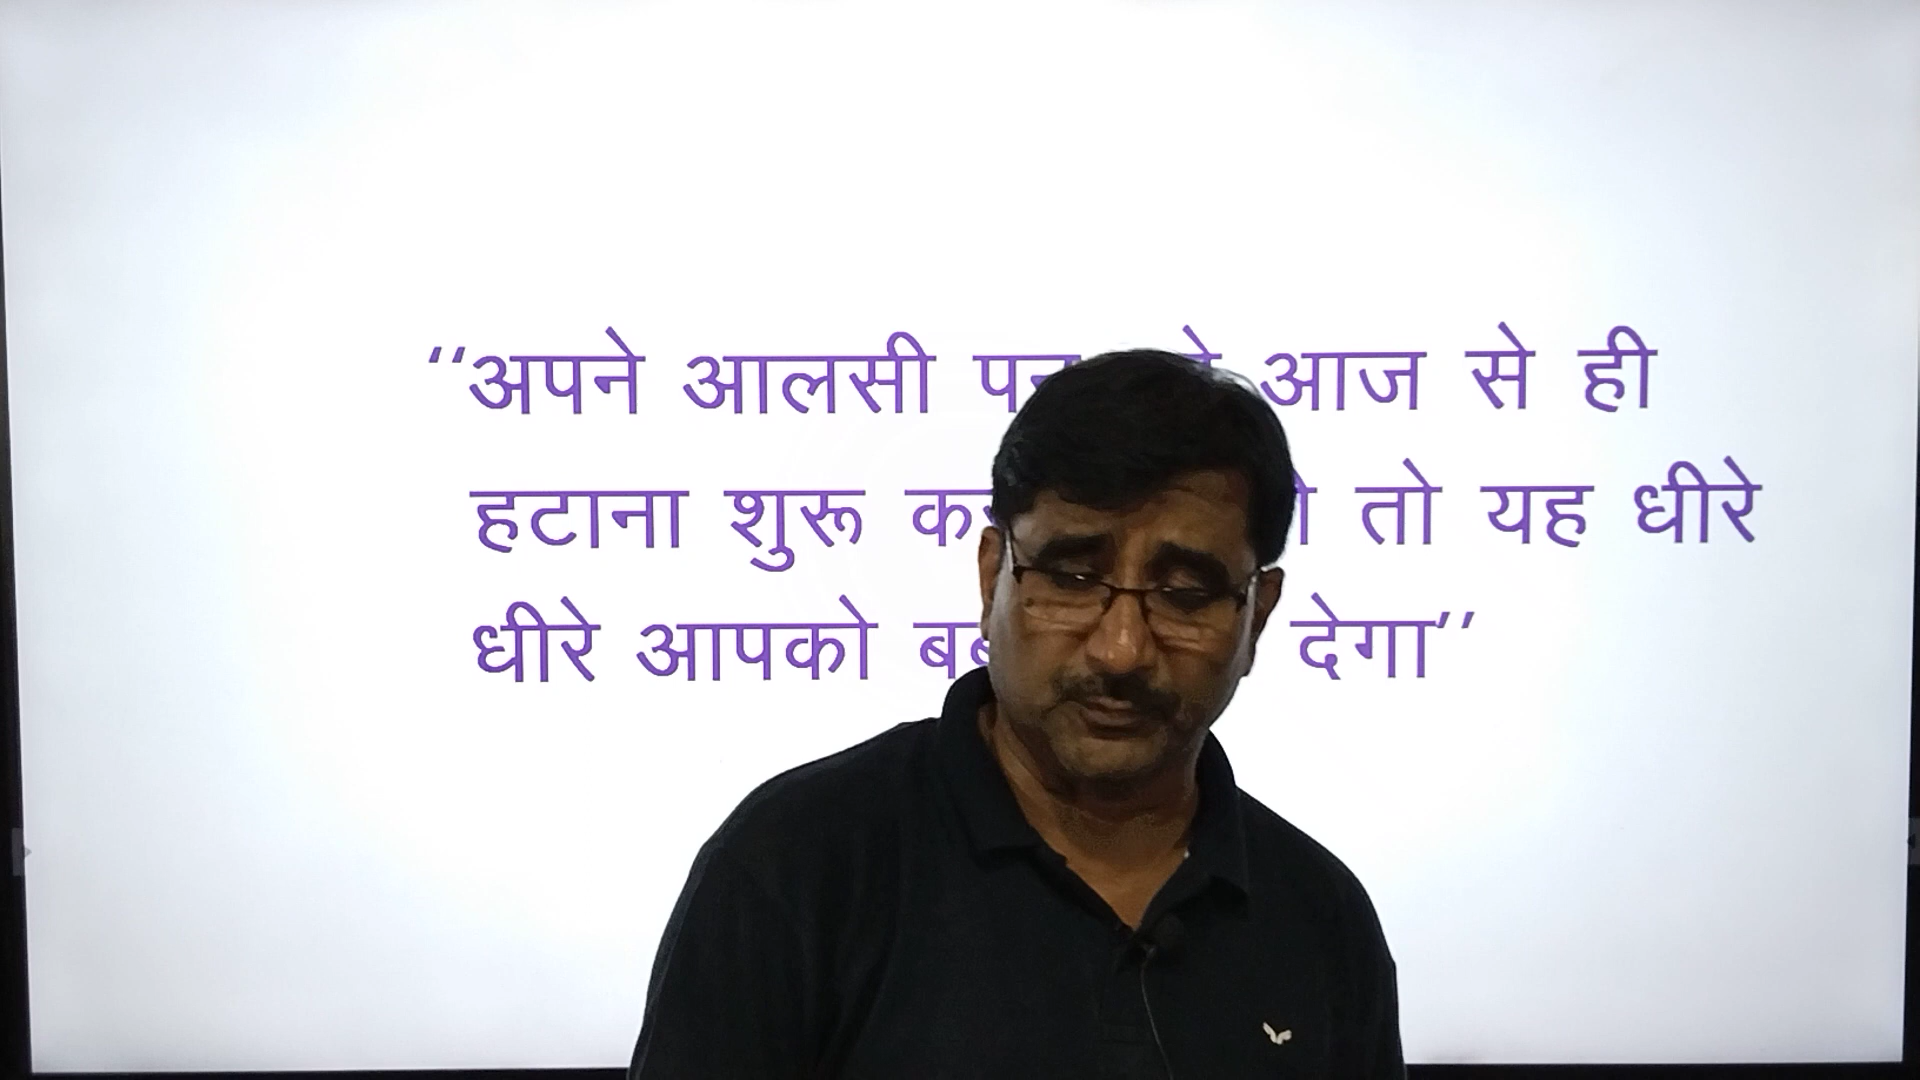 ‘‘अपने आलसी आज से ही
हटाना शुरू तो यह धीरे
धीरे आपको देगा’’